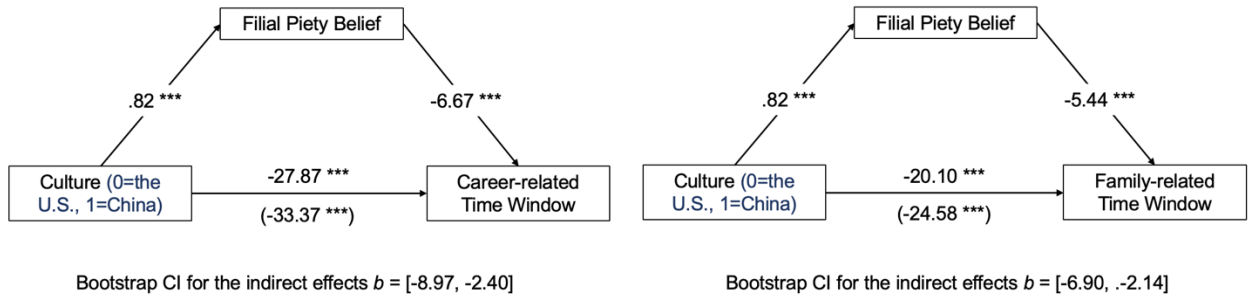 Filial Piety Belief
.82 ***
-6.67 ***
Culture (0=the
U.S., 1=China)
-27.87 ***
(-33.37 ***)
Career-related
Time Window
Bootstrap CI for the indirect effects b = [-8.97, -2.40]
Filial Piety Belief
.82 ***
-5.44 ***
Culture (0=the
U.S., 1=China)
-20.10 ***
(-24.58 ***)
Family-related
Time Window
Bootstrap CI for the indirect effects b = [-6.90, .-2.14]